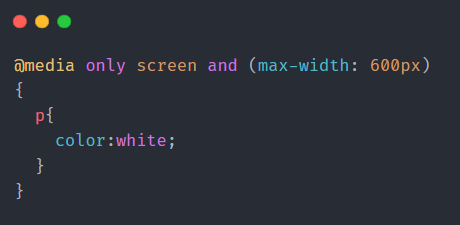 @media only screen and (max-width: 600px)
{
  p{
    color:white;
  }
}